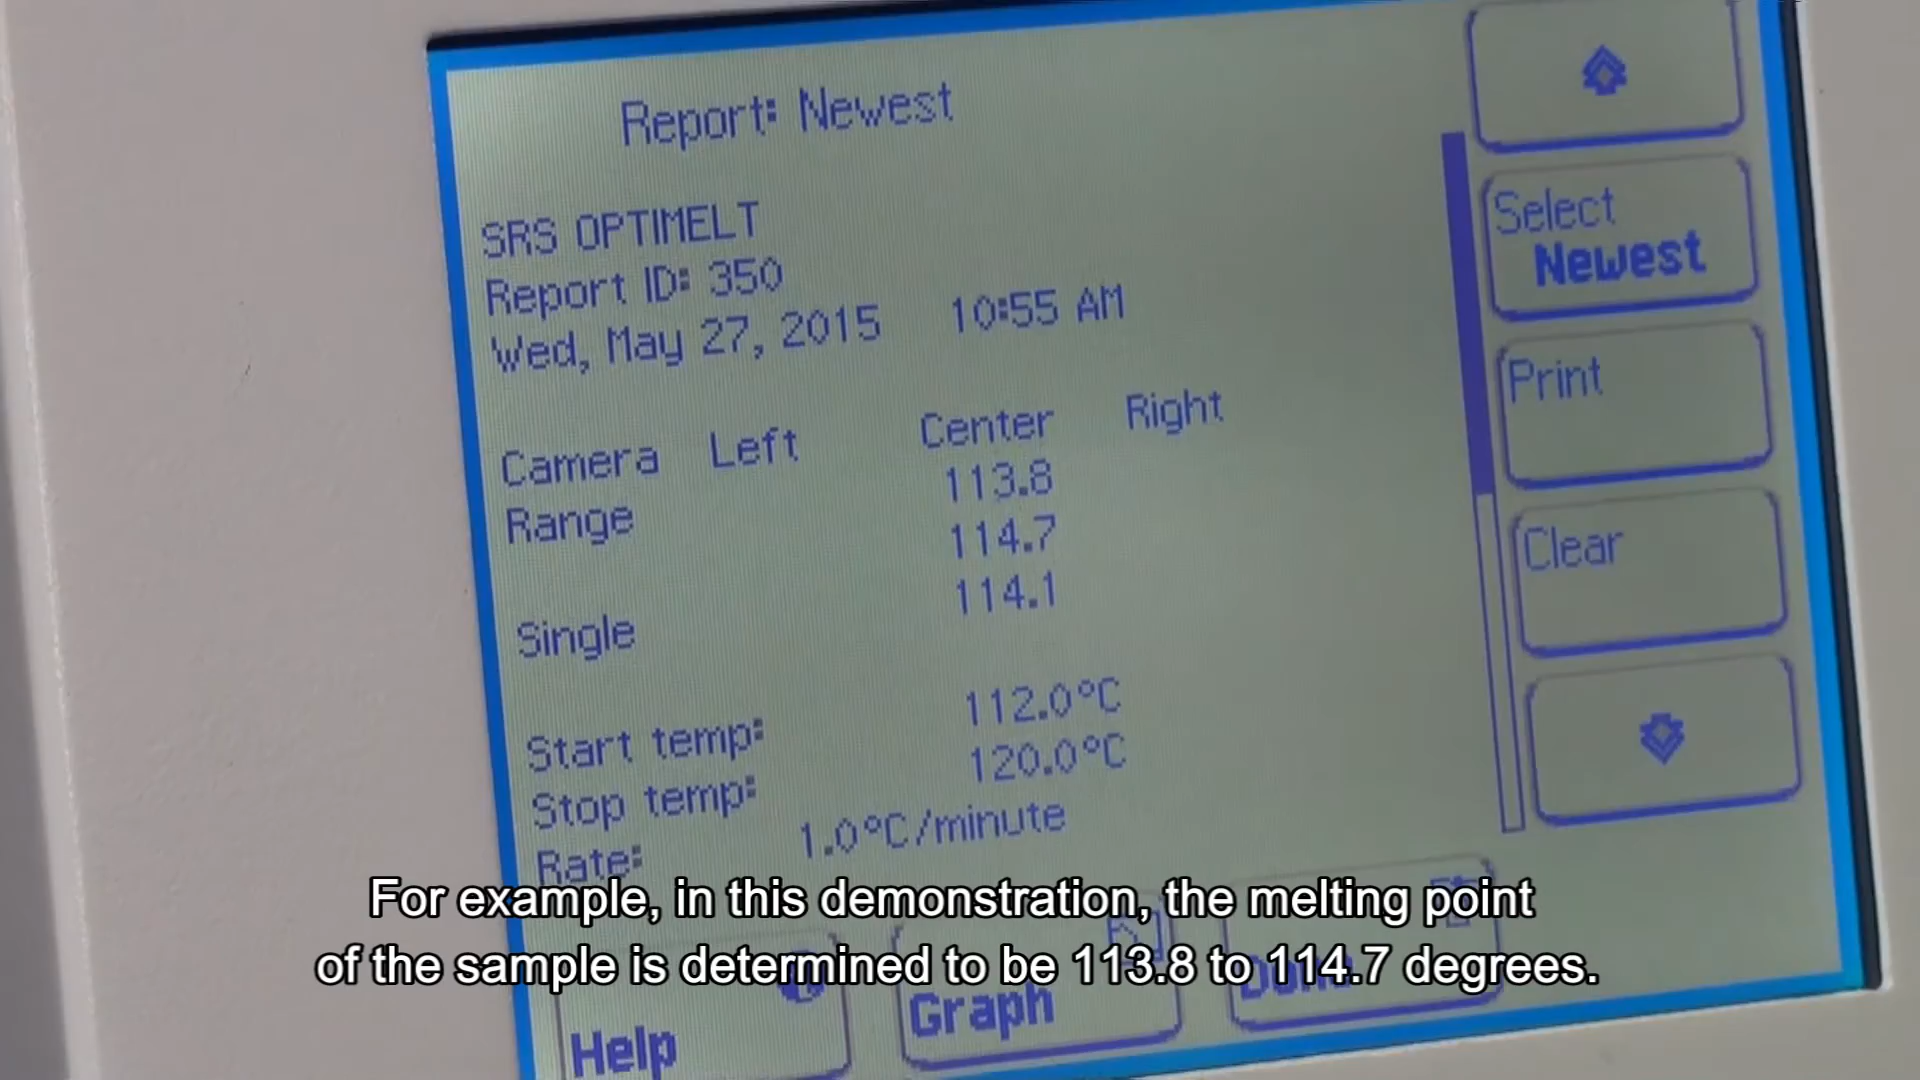 Report: Newest
SRS OPTIMELT
Report ID: 350
Wed, May 27, 2015 10:55 AM
Camera Left Center Right
Range 113.8
114.7
Single 114.1
Start temp: 112.0°C
Stop temp: 120.0°C
Rate: 1.0°C/minute
Select
Newest
Print
Clear
Help
Graph
Done
For example, in this demonstration, the melting point
of the sample is determined to be 113.8 to 114.7 degrees.